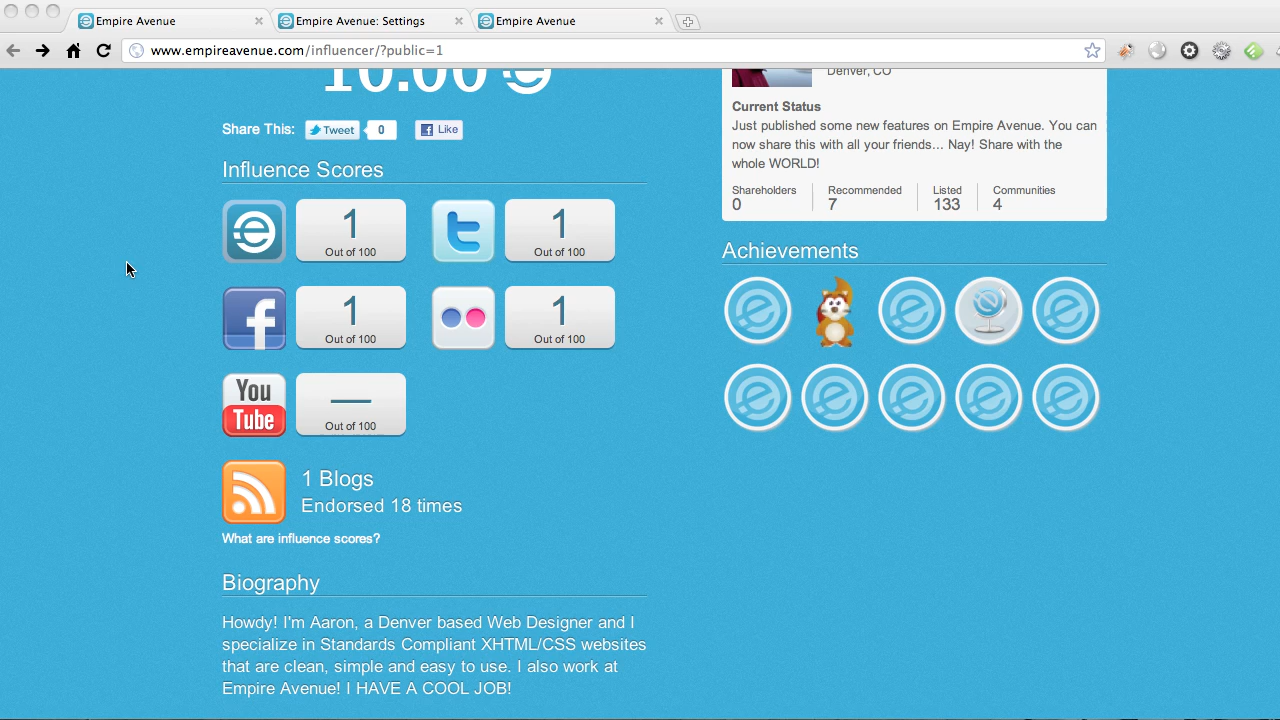 Empire Avenue
Empire Avenue: Settings
Empire Avenue
www.empireavenue.com/influencer/?public=1
10.00
Share This:
Tweet
0
Like
Influence Scores
1
Out of 100
1
Out of 100
1
Out of 100
1
Out of 100
You
Tube
—
Out of 100
1 Blogs
Endorsed 18 times
What are influence scores?
Biography
Howdy! I'm Aaron, a Denver based Web Designer and I
specialize in Standards Compliant XHTML/CSS websites
that are clean, simple and easy to use. I also work at
Empire Avenue! I HAVE A COOL JOB!
Denver, CO
Current Status
Just published some new features on Empire Avenue. You can
now share this with all your friends... Nay! Share with the
whole WORLD!
Shareholders
0
Recommended
7
Listed
133
Communities
4
Achievements